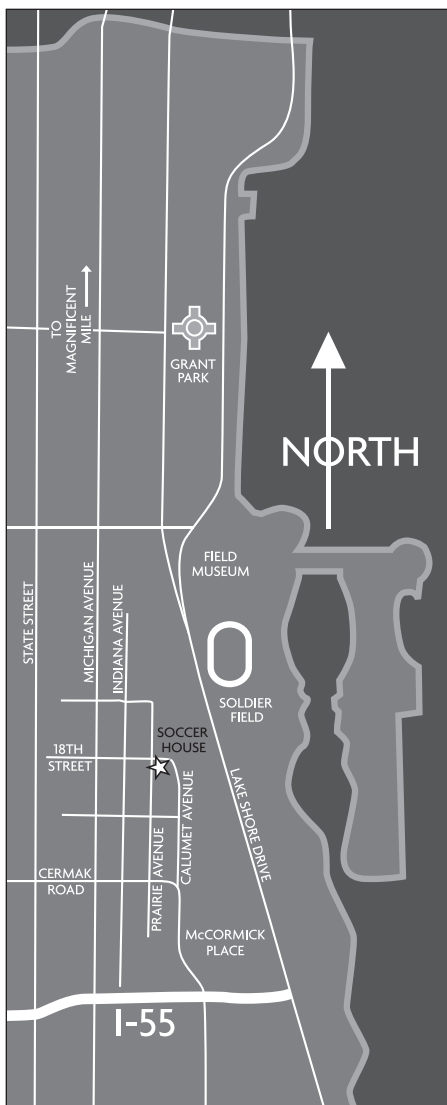 TO
MAGNIFICENT
MILE
GRANT
PARK
NORTH
FIELD
MUSEUM
STATE STREET
MICHIGAN AVENUE
INDIANA AVENUE
SOLDIER
FIELD
SOCCER
HOUSE
18TH
STREET
LAKE SHORE DRIVE
CALUMET AVENUE
PRAIRIE AVENUE
CERMAK
ROAD
McCORMICK
PLACE
I-55